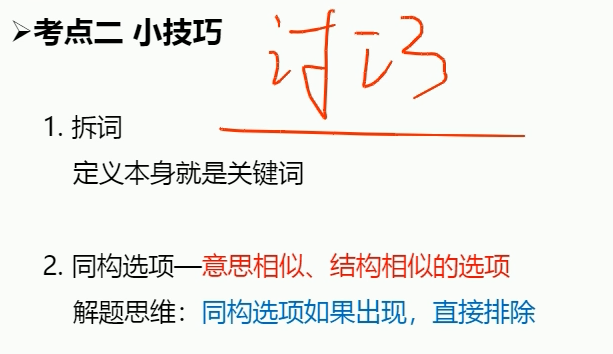 ➢考点二 小技巧
讨巧
1. 拆词
定义本身就是关键词
2. 同构选项—意思相似、结构相似的选项
解题思维：同构选项如果出现，直接排除